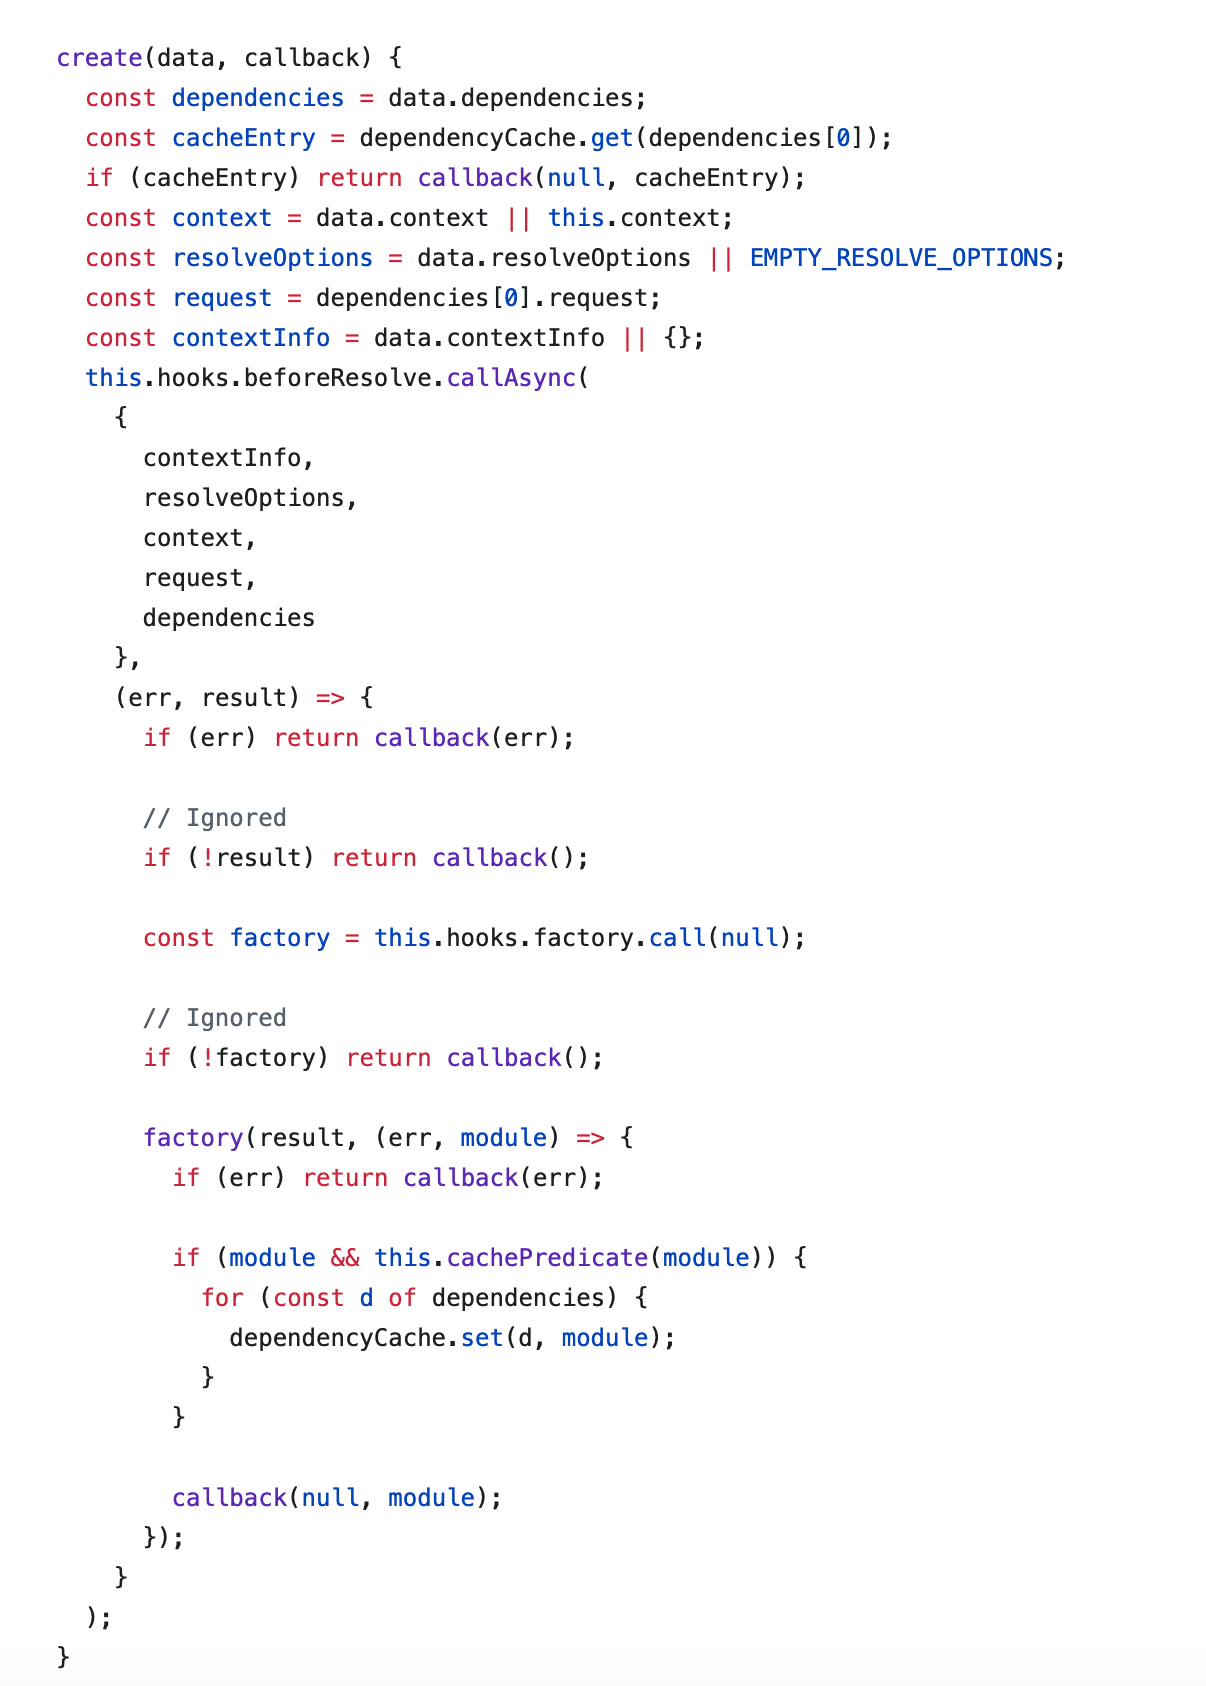 create(data, callback) {
  const dependencies = data.dependencies;
  const cacheEntry = dependencyCache.get(dependencies[0]);
  if (cacheEntry) return callback(null, cacheEntry);
  const context = data.context || this.context;
  const resolveOptions = data.resolveOptions || EMPTY_RESOLVE_OPTIONS;
  const request = dependencies[0].request;
  const contextInfo = data.contextInfo || {};
  this.hooks.beforeResolve.callAsync(
    {
      contextInfo,
      resolveOptions,
      context,
      request,
      dependencies
    },
    (err, result) => {
      if (err) return callback(err);

      // Ignored
      if (!result) return callback();

      const factory = this.hooks.factory.call(null);

      // Ignored
      if (!factory) return callback();

      factory(result, (err, module) => {
        if (err) return callback(err);

        if (module && this.cachePredicate(module)) {
          for (const d of dependencies) {
            dependencyCache.set(d, module);
          }
        }

        callback(null, module);
      });
    }
  );
}